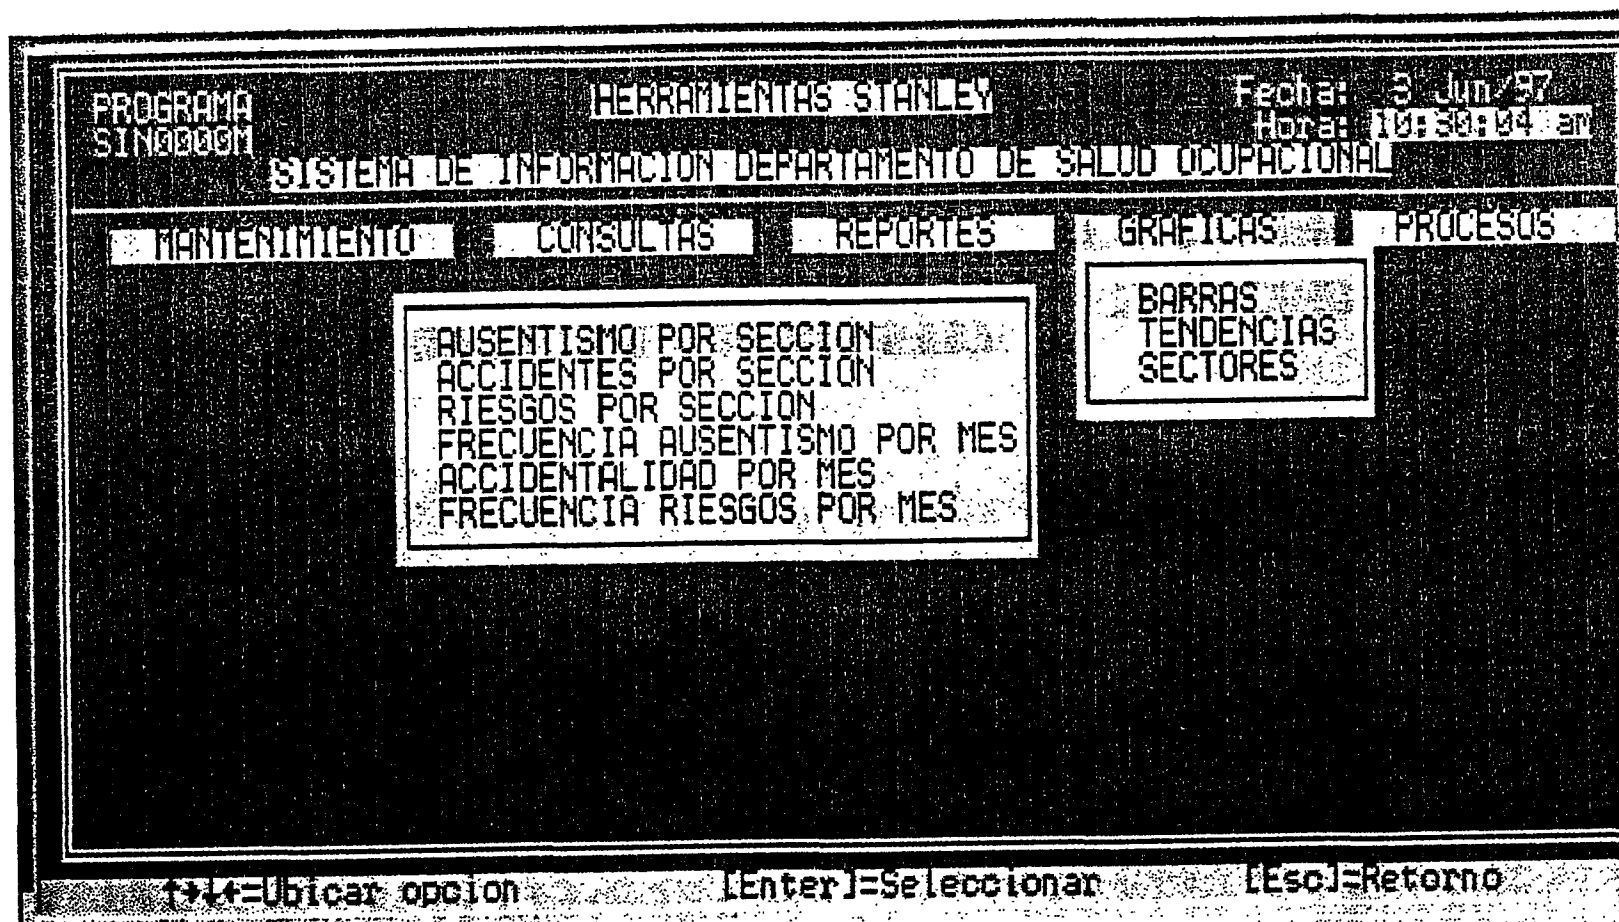 PROGRAMA HERRAMIENTAS STANLEY Fecha: 3 Jun/97
SIN0000M Hora: 10:30:04 am
SISTEMA DE INFORMACION DEPARTAMENTO DE SALUD OCUPACIONAL
MANTENIMIENTO CONSULTAS REPORTES GRAFICAS PROCESOS
BARRAS
TENDENCIAS
SECTORES
AUSENTISMO POR SECCION
ACCIDENTES POR SECCION
RIESGOS POR SECCION
FRECUENCIA AUSENTISMO POR MES
ACCIDENTALIDAD POR MES
FRECUENCIA RIESGOS POR MES
↑→↓←=Ubicar opcion [Enter]=Seleccionar [Esc]=Retorno